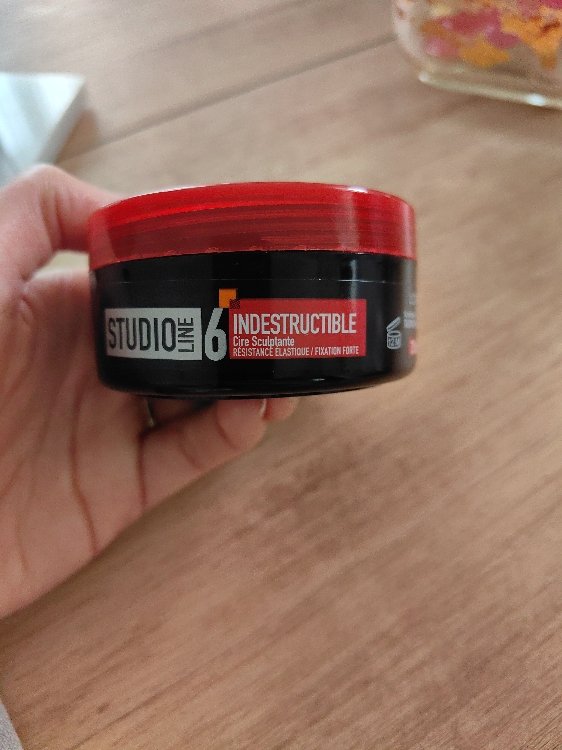 STUDIO LINE
6
INDESTRUCTIBLE
Cire Sculptante
RÉSISTANCE ÉLASTIQUE / FIXATION FORTE